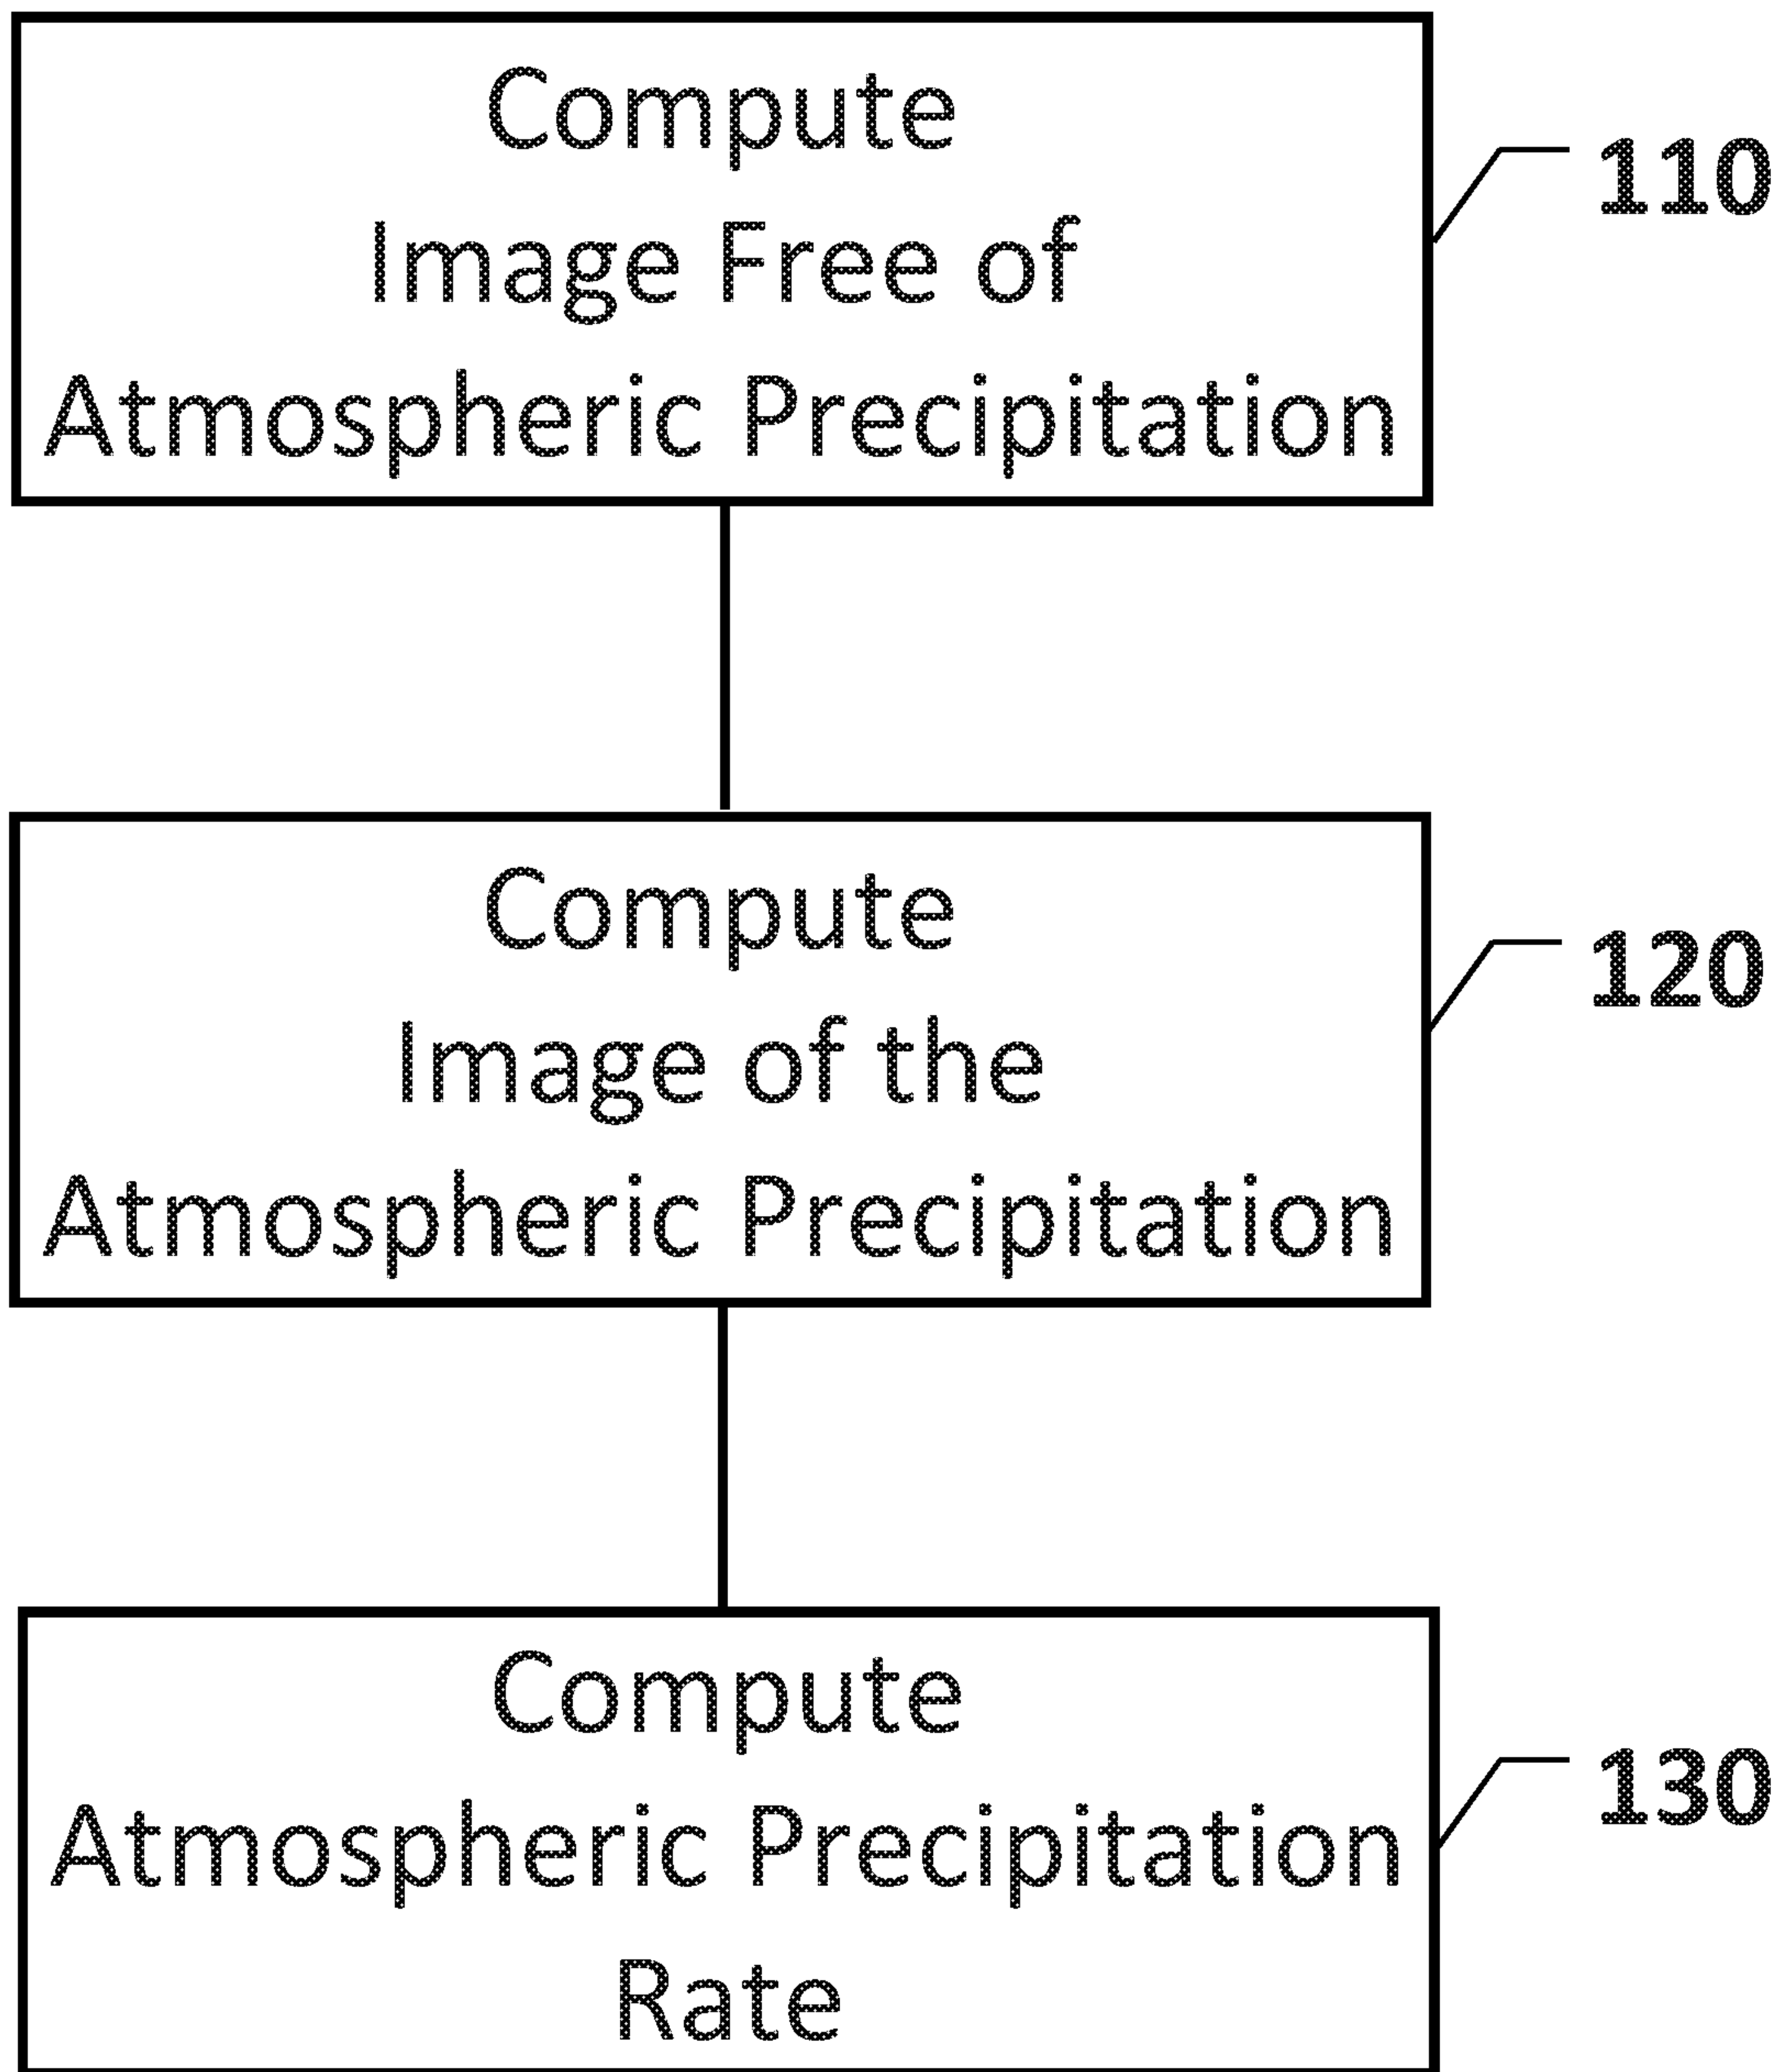 Compute
Image Free of
Atmospheric Precipitation
110
Compute
Image of the
Atmospheric Precipitation
120
Compute
Atmospheric Precipitation
Rate
130